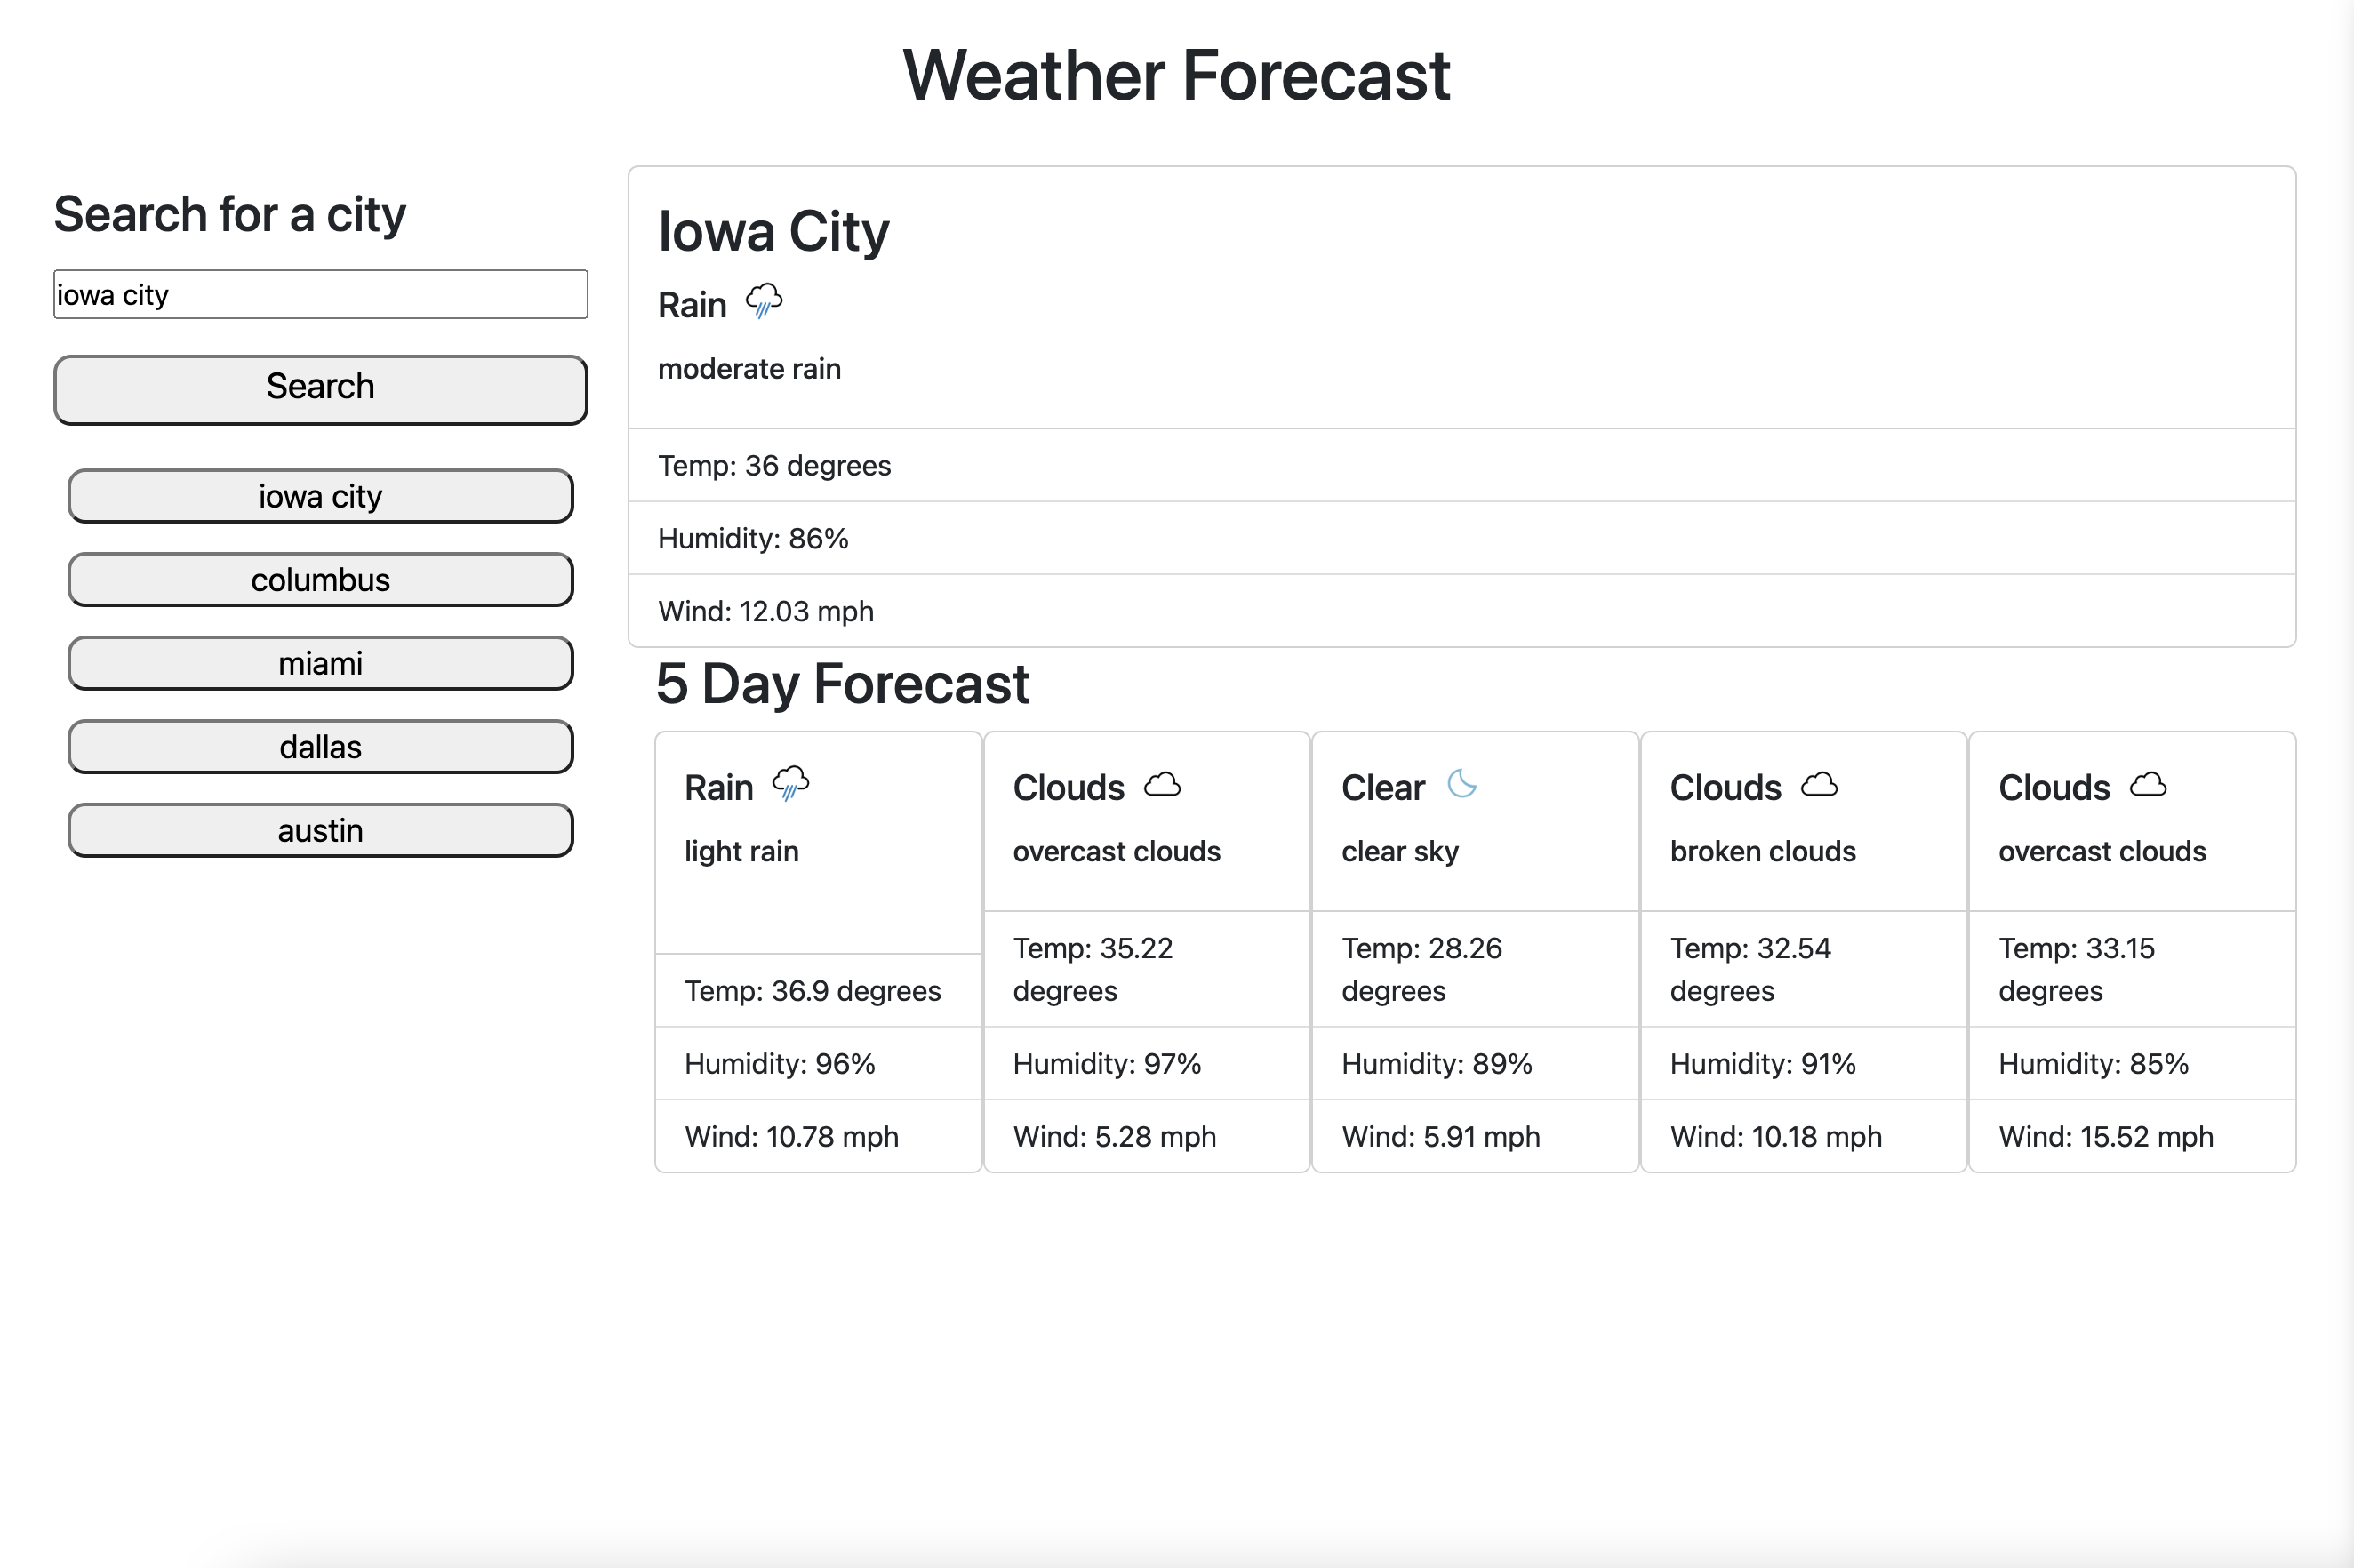 Weather Forecast
Search for a city
iowa city
Search
iowa city
columbus
miami
dallas
austin
Iowa City
Rain
moderate rain
Temp: 36 degrees
Humidity: 86%
Wind: 12.03 mph
5 Day Forecast
Rain
light rain
Temp: 36.9 degrees
Humidity: 96%
Wind: 10.78 mph
Clouds
overcast clouds
Temp: 35.22
degrees
Humidity: 97%
Wind: 5.28 mph
Clear
clear sky
Temp: 28.26
degrees
Humidity: 89%
Wind: 5.91 mph
Clouds
broken clouds
Temp: 32.54
degrees
Humidity: 91%
Wind: 10.18 mph
Clouds
overcast clouds
Temp: 33.15
degrees
Humidity: 85%
Wind: 15.52 mph